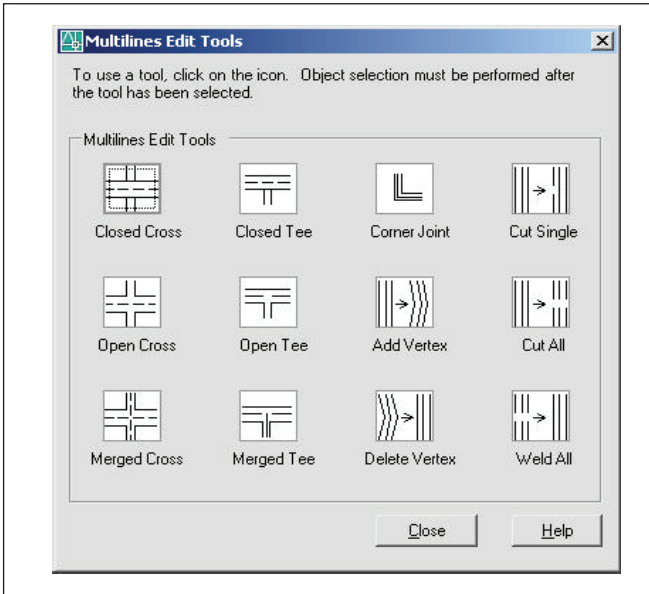 Multilines Edit Tools
To use a tool, click on the icon.  Object selection must be performed after
the tool has been selected.
Multilines Edit Tools
Closed Cross Closed Tee Corner Joint Cut Single
Open Cross Open Tee Add Vertex Cut All
Merged Cross Merged Tee Delete Vertex Weld All
Close Help